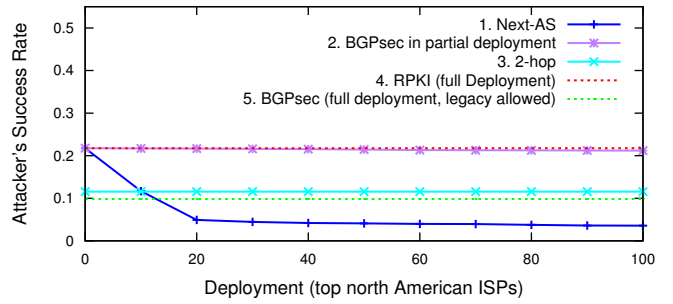 1. Next-AS
2. BGPsec in partial deployment
3. 2-hop
4. RPKI (full Deployment)
5. BGPsec (full deployment, legacy allowed)
Attacker's Success Rate
0.5
0.4
0.3
0.2
0.1
0
0 20 40 60 80 100
Deployment (top north American ISPs)